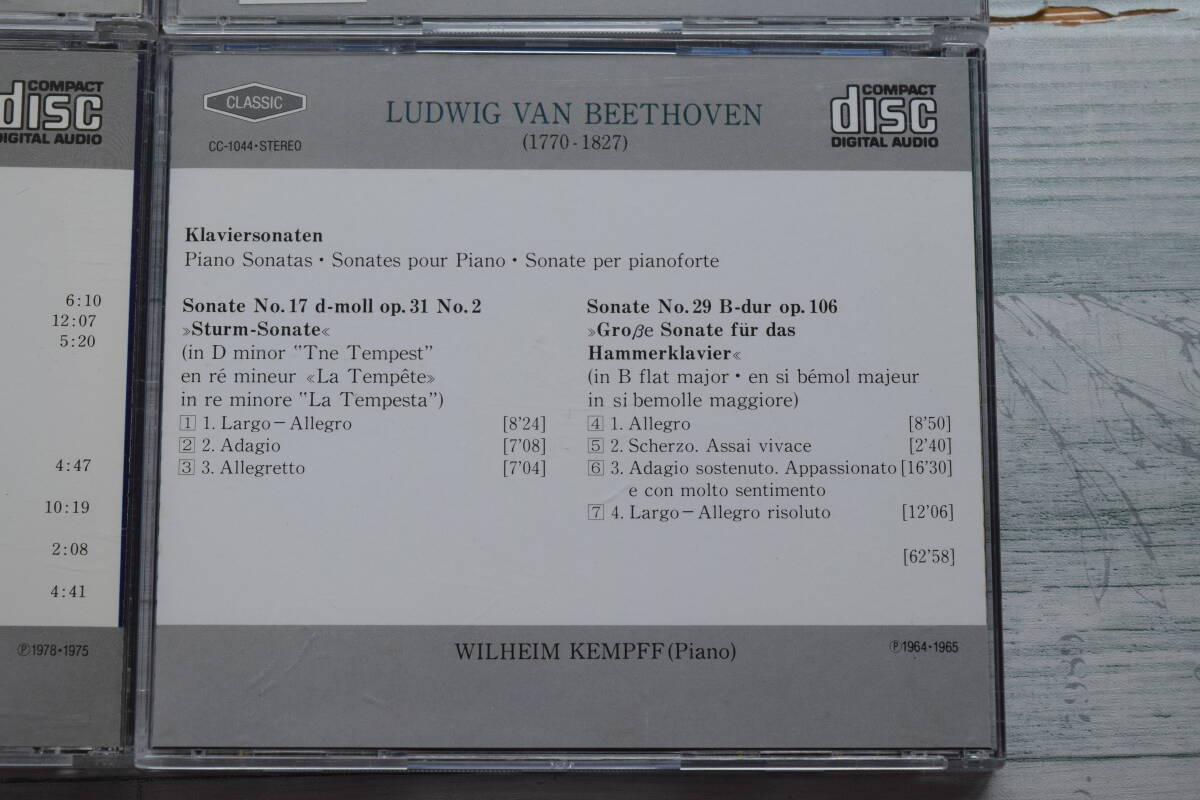 COMPACT
disc
DIGITAL AUDIO
6:10
12:07
5:20
4:47
10:19
2:08
4:41
℗1978·1975
CLASSIC
CC-1044·STEREO
LUDWIG VAN BEETHOVEN
(1770-1827)
COMPACT
disc
DIGITAL AUDIO
Klaviersonaten
Piano Sonatas · Sonates pour Piano · Sonate per pianoforte
Sonate No.17 d-moll op.31 No.2
»Sturm-Sonate«
(in D minor "Tne Tempest"
en ré mineur «La Tempête»
in re minore "La Tempesta")
1 1. Largo–Allegro [8'24]
2 2. Adagio [7'08]
3 3. Allegretto [7'04]
Sonate No.29 B-dur op.106
»Große Sonate für das
Hammerklavier«
(in B flat major · en si bémol majeur
in si bemolle maggiore)
4 1. Allegro [8'50]
5 2. Scherzo. Assai vivace [2'40]
6 3. Adagio sostenuto. Appassionato [16'30]
e con molto sentimento
7 4. Largo–Allegro risoluto [12'06]
[62'58]
WILHEIM KEMPFF (Piano)
℗1964·1965